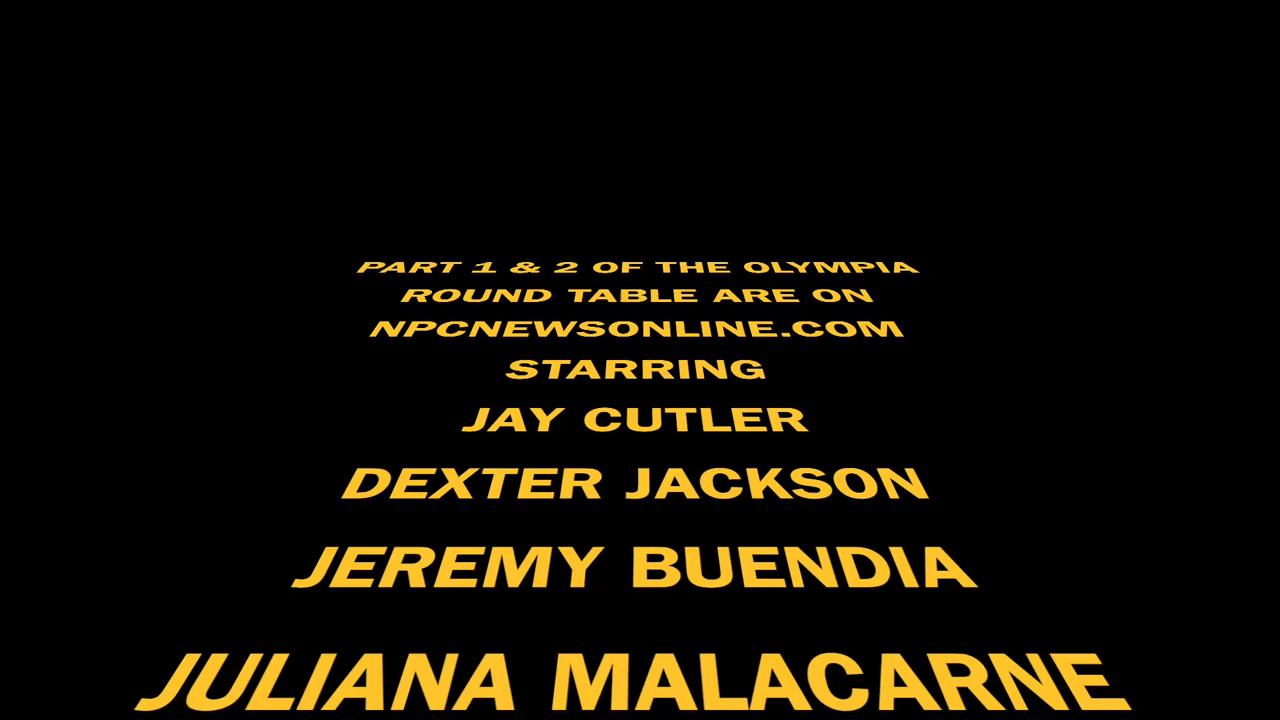 PART 1 & 2 OF THE OLYMPIA
ROUND TABLE ARE ON
NPCNEWSONLINE.COM
STARRING
JAY CUTLER
DEXTER JACKSON
JEREMY BUENDIA
JULIANA MALACARNE